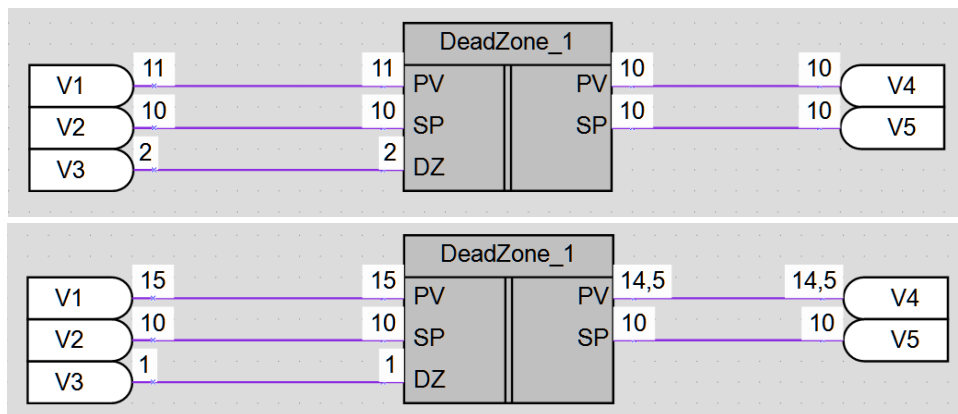 DeadZone_1
V1 11 11 PV PV 10 10 V4
V2 10 10 SP SP 10 10 V5
V3 2 2 DZ
DeadZone_1
V1 15 15 PV PV 14,5 14,5 V4
V2 10 10 SP SP 10 10 V5
V3 1 1 DZ